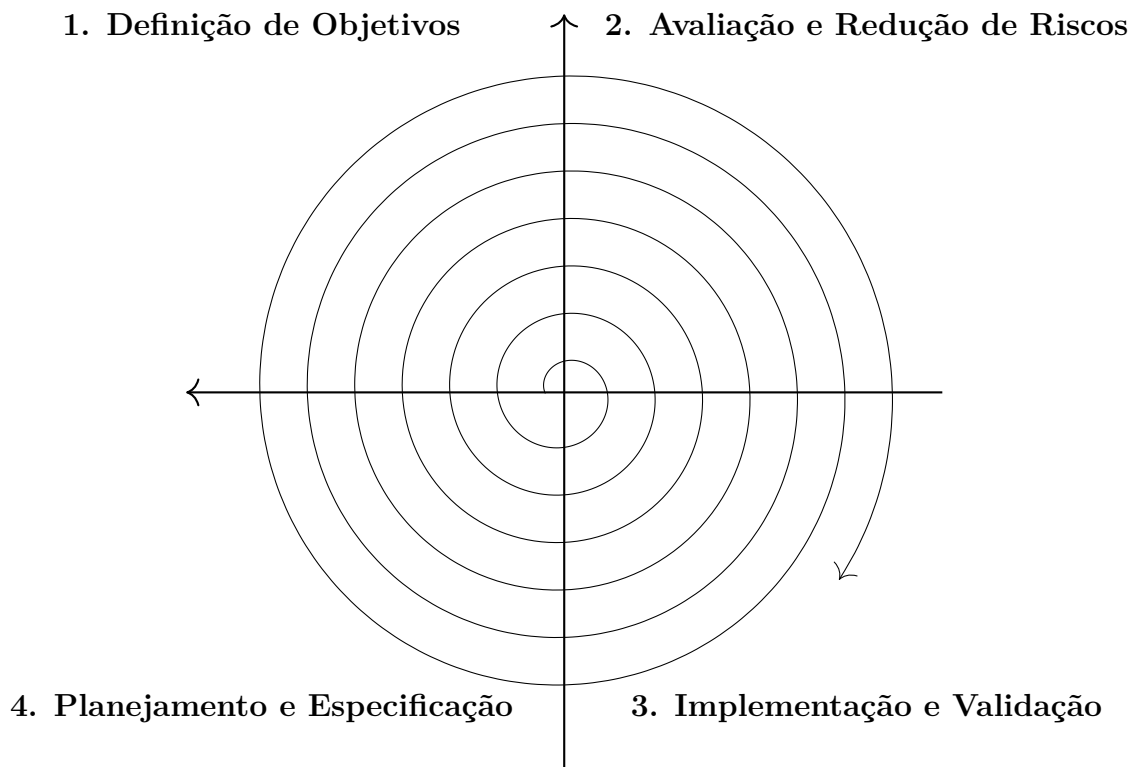 1. Definição de Objetivos
2. Avaliação e Redução de Riscos
4. Planejamento e Especificação
3. Implementação e Validação